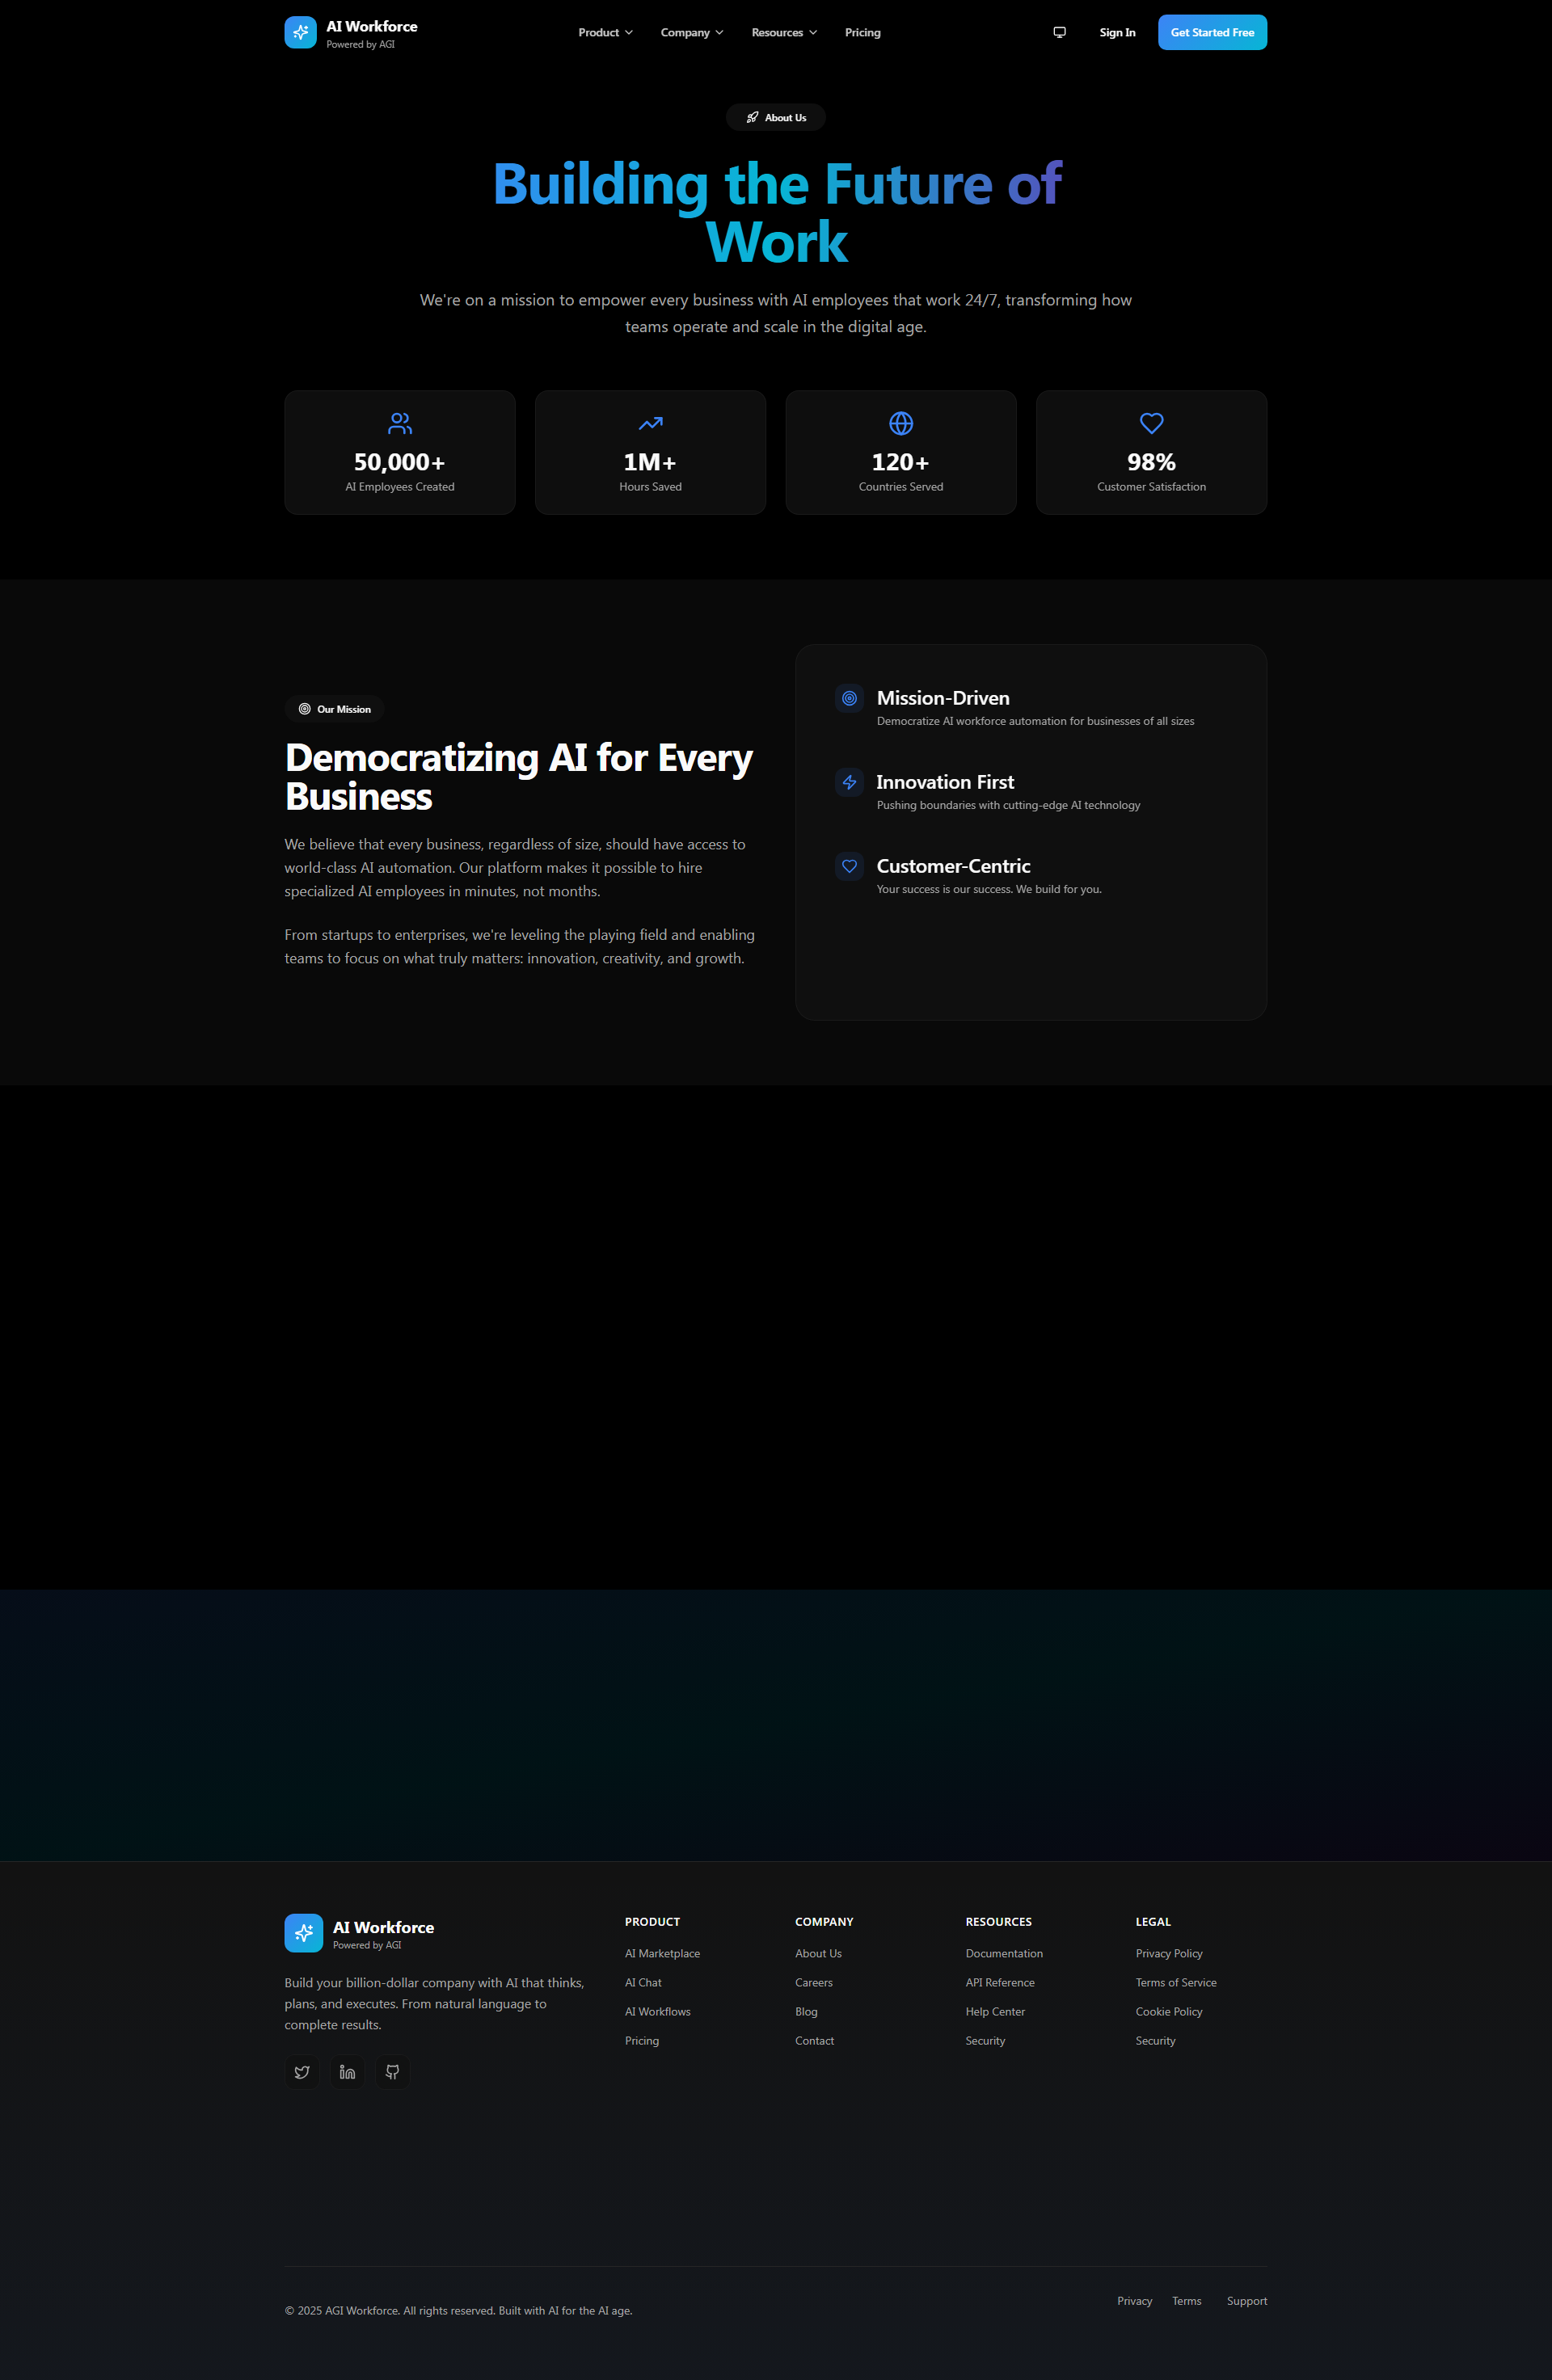 AI Workforce
Powered by AGI
Product
Company
Resources
Pricing
Sign In
Get Started Free
About Us
Building the Future of
Work
We're on a mission to empower every business with AI employees that work 24/7, transforming how
teams operate and scale in the digital age.
50,000+
AI Employees Created
1M+
Hours Saved
120+
Countries Served
98%
Customer Satisfaction
Our Mission
Democratizing AI for Every
Business
We believe that every business, regardless of size, should have access to
world-class AI automation. Our platform makes it possible to hire
specialized AI employees in minutes, not months.
From startups to enterprises, we're leveling the playing field and enabling
teams to focus on what truly matters: innovation, creativity, and growth.
Mission-Driven
Democratize AI workforce automation for businesses of all sizes
Innovation First
Pushing boundaries with cutting-edge AI technology
Customer-Centric
Your success is our success. We build for you.
AI Workforce
Powered by AGI
Build your billion-dollar company with AI that thinks,
plans, and executes. From natural language to
complete results.
PRODUCT
AI Marketplace
AI Chat
AI Workflows
Pricing
COMPANY
About Us
Careers
Blog
Contact
RESOURCES
Documentation
API Reference
Help Center
Security
LEGAL
Privacy Policy
Terms of Service
Cookie Policy
Security
© 2025 AGI Workforce. All rights reserved. Built with AI for the AI age.
Privacy
Terms
Support